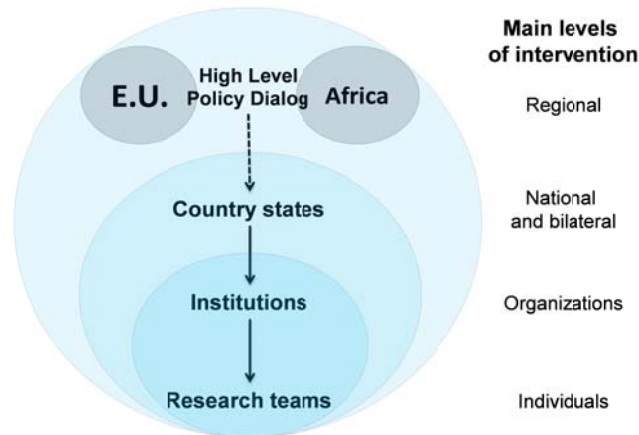 Main levels
of intervention
E.U.
High Level
Policy Dialog
Africa
Regional
Country states
National
and bilateral
Institutions
Organizations
Research teams
Individuals